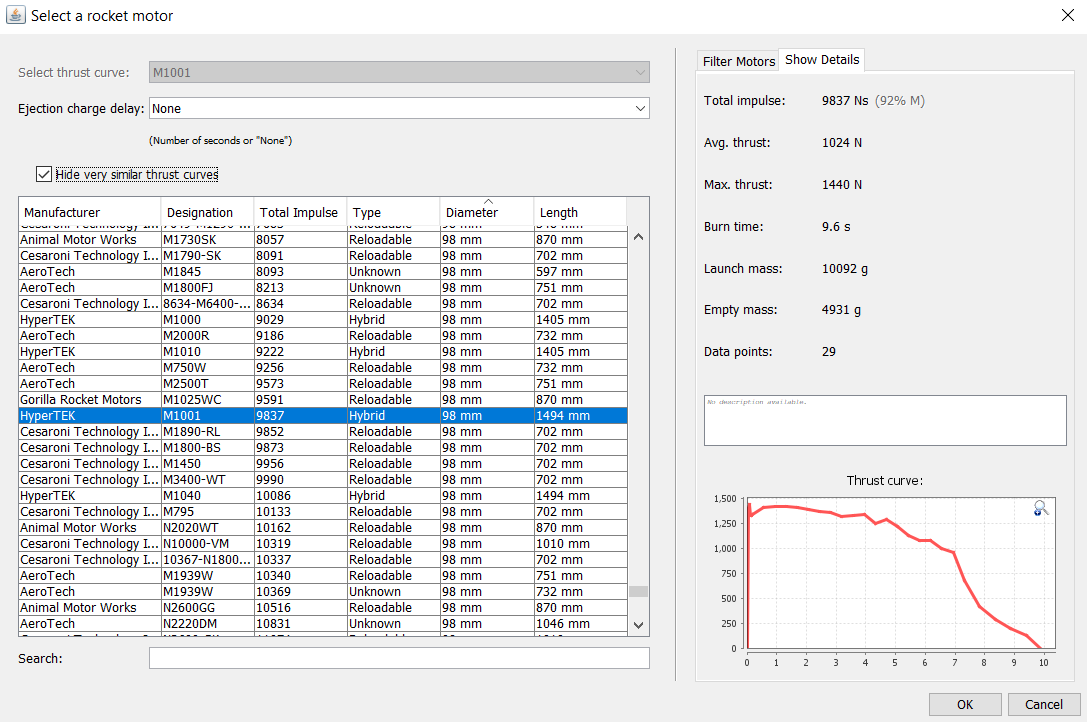 Select a rocket motor
Select thrust curve: M1001
Ejection charge delay: None
(Number of seconds or "None")
Hide very similar thrust curves
Manufacturer Designation Total Impulse Type Diameter Length
Animal Motor Works M1730SK 8057 Reloadable 98 mm 870 mm
Cesaroni Technology I... M1790-SK 8091 Reloadable 98 mm 702 mm
AeroTech M1845 8093 Unknown 98 mm 597 mm
AeroTech M1800FJ 8213 Unknown 98 mm 751 mm
Cesaroni Technology I... 8634-M6400-... 8634 Reloadable 98 mm 702 mm
HyperTEK M1000 9029 Hybrid 98 mm 1405 mm
AeroTech M2000R 9186 Reloadable 98 mm 732 mm
HyperTEK M1010 9222 Hybrid 98 mm 1405 mm
AeroTech M750W 9256 Reloadable 98 mm 732 mm
AeroTech M2500T 9573 Reloadable 98 mm 751 mm
Gorilla Rocket Motors M1025WC 9591 Reloadable 98 mm 870 mm
HyperTEK M1001 9837 Hybrid 98 mm 1494 mm
Cesaroni Technology I... M1890-RL 9852 Reloadable 98 mm 702 mm
Cesaroni Technology I... M1800-BS 9873 Reloadable 98 mm 702 mm
Cesaroni Technology I... M1450 9956 Reloadable 98 mm 702 mm
Cesaroni Technology I... M3400-WT 9990 Reloadable 98 mm 702 mm
HyperTEK M1040 10086 Hybrid 98 mm 1494 mm
Cesaroni Technology I... M795 10133 Reloadable 98 mm 702 mm
Animal Motor Works N2020WT 10162 Reloadable 98 mm 870 mm
Cesaroni Technology I... N10000-VM 10319 Reloadable 98 mm 1010 mm
Cesaroni Technology I... 10367-N1800... 10337 Reloadable 98 mm 702 mm
AeroTech M1939W 10340 Reloadable 98 mm 751 mm
AeroTech M1939W 10369 Unknown 98 mm 732 mm
Animal Motor Works N2600GG 10516 Reloadable 98 mm 870 mm
AeroTech N2220DM 10831 Unknown 98 mm 1046 mm
Search:
Filter Motors Show Details
Total impulse: 9837 Ns (92% M)
Avg. thrust: 1024 N
Max. thrust: 1440 N
Burn time: 9.6 s
Launch mass: 10092 g
Empty mass: 4931 g
Data points: 29
No description available.
Thrust curve:
1,500
1,250
1,000
750
500
250
0
0 1 2 3 4 5 6 7 8 9 10
OK Cancel